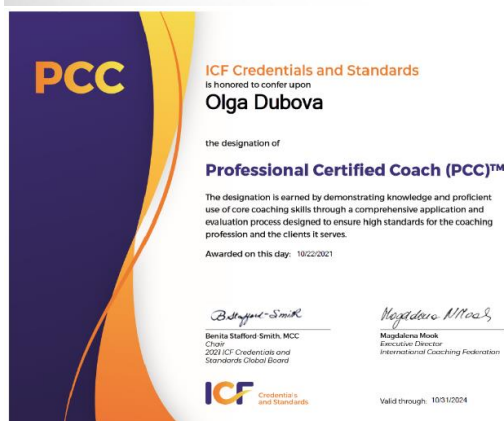 PCC
ICF Credentials and Standards
is honored to confer upon
Olga Dubova
the designation of
Professional Certified Coach (PCC)™
The designation is earned by demonstrating knowledge and proficient
use of core coaching skills through a comprehensive application and
evaluation process designed to ensure high standards for the coaching
profession and the clients it serves.
Awarded on this day: 10/22/2021
B Stafford-Smith
Benita Stafford-Smith, MCC
Chair
2021 ICF Credentials and
Standards Global Board
Magdalena Mook
Executive Director
International Coaching Federation
ICF Credentials
and Standards
Valid through: 10/31/2024